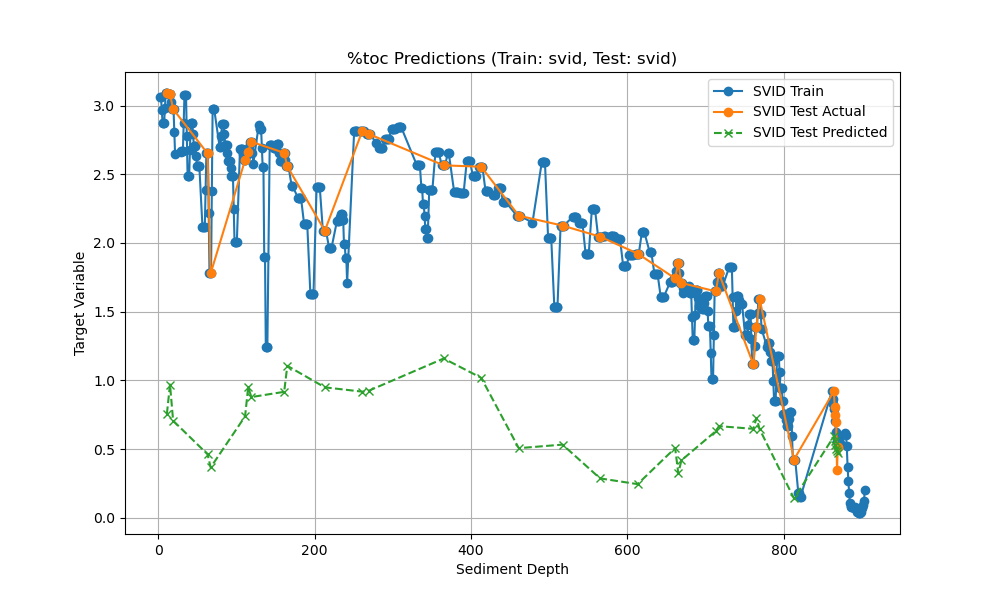 %toc Predictions (Train: svid, Test: svid)
SVID Train
SVID Test Actual
SVID Test Predicted
Target Variable
3.0
2.5
2.0
1.5
1.0
0.5
0.0
0 200 400 600 800
Sediment Depth